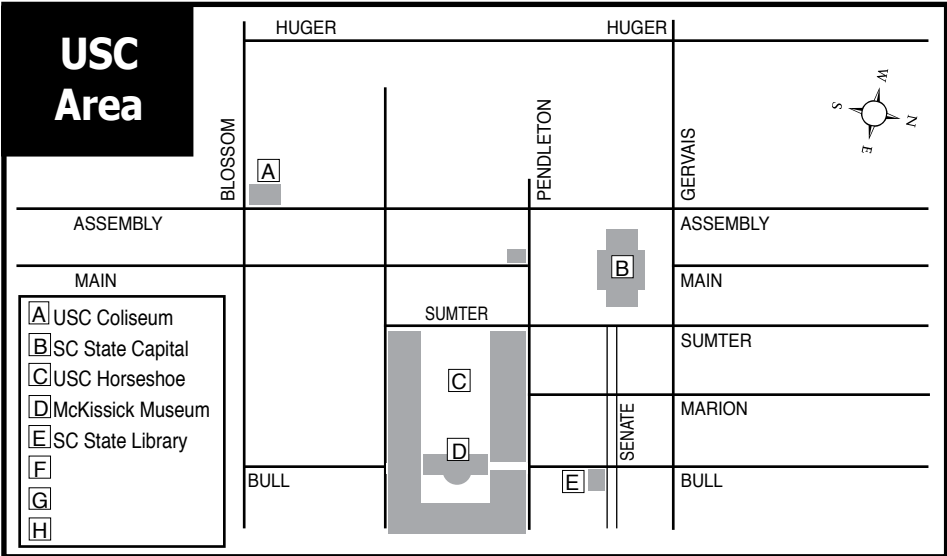 USC
Area
HUGER
HUGER
W
S
N
E
BLOSSOM
PENDLETON
GERVAIS
A
ASSEMBLY
ASSEMBLY
B
MAIN
MAIN
A USC Coliseum
B SC State Capital
C USC Horseshoe
D McKissick Museum
E SC State Library
F
G
H
SUMTER
SUMTER
C
MARION
SENATE
D
BULL
E
BULL